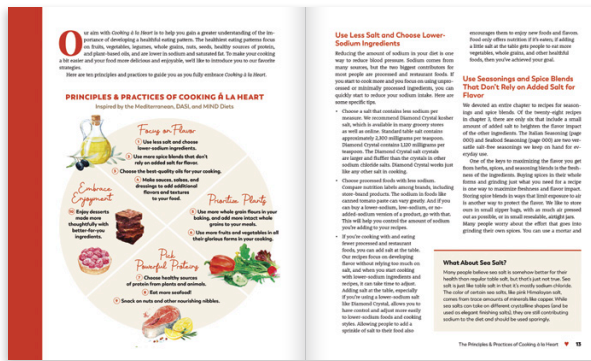 Our aim with Cooking à la Heart is to help you gain a greater understanding of the im-
portance of developing a healthful eating pattern. The healthiest eating patterns focus
on fruits, vegetables, legumes, whole grains, nuts, seeds, healthy sources of protein,
and plant-based oils, and are lower in sodium and saturated fat. To make your cooking
a bit easier and your food more delicious and enjoyable, we'll like to introduce you to our favorite
strategies.
Here are ten principles and practices to guide you as you fully embrace Cooking à la Heart.
PRINCIPLES & PRACTICES OF COOKING Á LA HEART
Inspired by the Mediterranean, DASL and MIND Diets
Focus on Flavor
1 Use less salt and choose
lower-sodium ingredients.
2 Use more spice blends that don't
rely on added salt for flavor.
3 Choose the best-quality oils for your cooking.
4 Make sauces, salsas, and
dressings to add additional
flavors and textures
to your food.
Prioritize Plants
5 Use more whole grain flours in your
baking, and add more intact whole
grains to your meals.
6 Use more fruits and vegetables in all
their glorious forms in your cooking.
Pick
Powerful Proteins
7 Choose healthy sources
of protein from plants and animals.
8 Eat more seafood!
9 Snack on nuts and other nourishing nibbles.
Embrace
Enjoyment
10 Enjoy desserts
made more
thoughtfully with
better-for-you
ingredients.
Use Less Salt and Choose Lower-
Sodium Ingredients
Reducing the amount of sodium in your diet is one
way to reduce blood pressure. Sodium comes from
many sources, but the two biggest contributors for
most people are processed and restaurant foods. If
you start to cook more and you focus on using unpro-
cessed or minimally processed ingredients, you can
quickly start to reduce your sodium intake. Here are
some specific tips.
• Choose a salt that contains less sodium per
measure. We recommend Diamond Crystal kosher
salt, which is available in many grocery stores
as well as online. Standard table salt contains
approximately 2,300 milligrams per teaspoon.
Diamond Crystal contains 1,120 milligrams per
teaspoon. The Diamond Crystal salt crystals
are larger and fluffier than the crystals in other
sodium chloride salts. Diamond Crystal works just
like any other salt in cooking.
• Choose processed foods with less sodium.
Compare nutrition labels among brands, including
store-brand products. The sodium in foods like
canned tomato paste can vary greatly. And if you
can buy a lower-sodium, low-sodium, or no-
added-sodium version of a product, go with that.
This will help you control the amount of sodium
you're adding to your recipes.
• If you're cooking with and eating
fewer processed and restaurant
foods, you can add salt at the table.
Our recipes focus on developing
flavor without relying too much on
salt, and when you start cooking
with lower-sodium ingredients and
recipes, it can take time to adjust.
Adding salt at the table, especially
if you're using a lower-sodium salt
like Diamond Crystal, allows you to
have control and adjust more easily
to lower-sodium foods and cooking
styles. Allowing people to add a
sprinkle of salt to their food also
encourages them to enjoy new foods and flavors.
Food only offers nutrition if it's eaten, if adding
a little salt at the table gets people to eat more
vegetables, whole grains, and other healthful
foods, then you've achieved your goal.
Use Seasonings and Spice Blends
That Don't Rely on Added Salt for
Flavor
We devoted an entire chapter to recipes for season-
ings and spice blends. Of the twenty-eight recipes
in chapter 2, there are only six that include a small
amount of added salt to brighten the flavor impact
of the other ingredients. The Italian Seasoning (page
000) and Seafood Seasoning (page 000) are two ver-
satile salt-free seasonings we keep on hand for ev-
eryday use.
One of the keys to maximizing the flavor you get
from herbs, spices, and seasoning blends is the fresh-
ness of the ingredients. Buying spices in their whole
forms and grinding just what you need for a recipe
is one way to maximize freshness and flavor impact.
Storing spice blends in ways that limit exposure to air
is another way to protect the flavor. We like to store
ours in small zipper bags, with as much air pressed
out as possible, or in small resealable, airtight jars.
Many people worry about the effort that goes into
grinding their own spices. You can use a mortar and
What About Sea Salt?
Many people believe sea salt is somehow better for their
health than regular table salt, but that's just not true. Sea
salt is just like table salt in that it's mostly sodium chloride.
The color of certain sea salts, like pink Himalayan salt,
comes from trace amounts of minerals like copper. While
sea salts can take on different crystalline shapes (and be
used as elegant finishing salts), they are still contributing
sodium to the diet and should be used sparingly.
The Principles & Practices of Cooking á la Heart ♥ 13